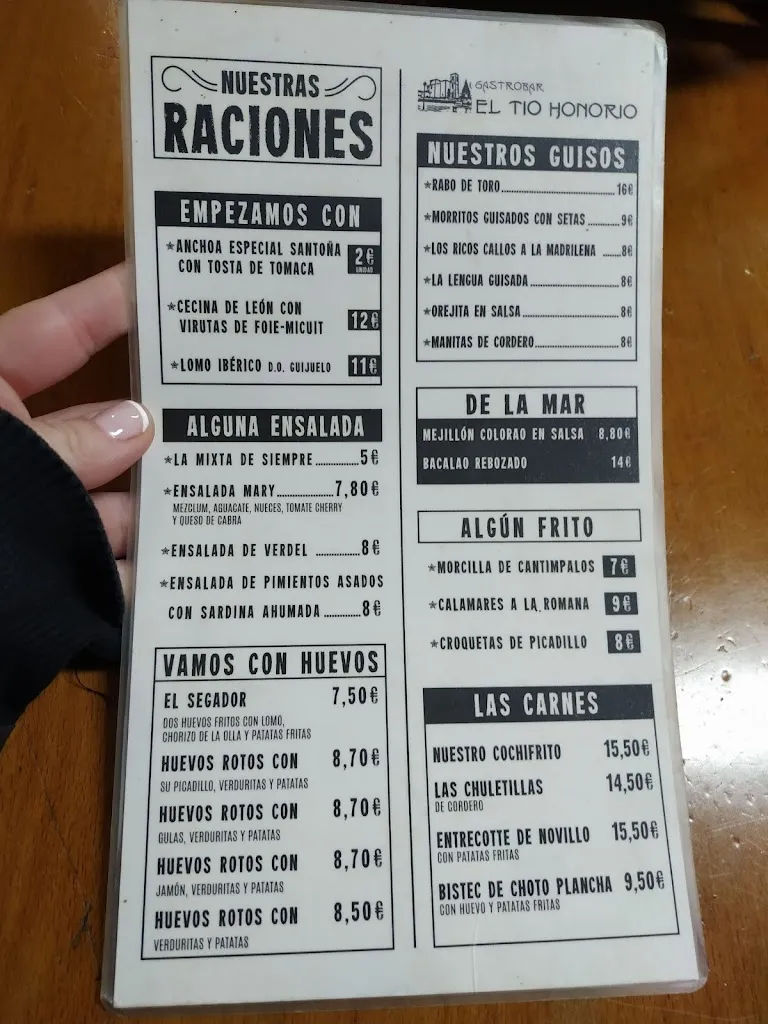 NUESTRAS
RACIONES
EMPEZAMOS CON
*ANCHOA ESPECIAL SANTOÑA
CON TOSTA DE TOMACA 2€ UNIDAD
*CECINA DE LEÓN CON
VIRUTAS DE FOIE-MICUIT 12€
*LOMO IBÉRICO D.O. GUIJUELO 11€
ALGUNA ENSALADA
*LA MIXTA DE SIEMPRE............5€
*ENSALADA MARY................7,80€
MEZCLUM, AGUACATE, NUECES, TOMATE CHERRY
Y QUESO DE CABRA
*ENSALADA DE VERDEL ............8€
*ENSALADA DE PIMIENTOS ASADOS
CON SARDINA AHUMADA............8€
VAMOS CON HUEVOS
EL SEGADOR 7,50€
DOS HUEVOS FRITOS CON LOMO,
CHORIZO DE LA OLLA Y PATATAS FRITAS
HUEVOS ROTOS CON 8,70€
SU PICADILLO, VERDURITAS Y PATATAS
HUEVOS ROTOS CON 8,70€
GULAS, VERDURITAS Y PATATAS
HUEVOS ROTOS CON 8,70€
JAMÓN, VERDURITAS Y PATATAS
HUEVOS ROTOS CON 8,50€
VERDURITAS Y PATATAS
GASTROBAR
EL TIO HONORIO
NUESTROS GUISOS
*RABO DE TORO................................16€
*MORRITOS GUISADOS CON SETAS.........9€
*LOS RICOS CALLOS A LA MADRILENA ......8€
*LA LENGUA GUISADA..........................8€
*OREJITA EN SALSA............................8€
*MANITAS DE CORDERO........................8€
DE LA MAR
MEJILLÓN COLORAO EN SALSA 8,80€
BACALAO REBOZADO 14€
ALGÚN FRITO
*MORCILLA DE CANTIMPALOS 7€
*CALAMARES A LA ROMANA 9€
*CROQUETAS DE PICADILLO 8€
LAS CARNES
NUESTRO COCHIFRITO 15,50€
LAS CHULETILLAS 14,50€
DE CORDERO
ENTRECOTTE DE NOVILLO 15,50€
CON PATATAS FRITAS
BISTEC DE CHOTO PLANCHA 9,50€
CON HUEVO Y PATATAS FRITAS